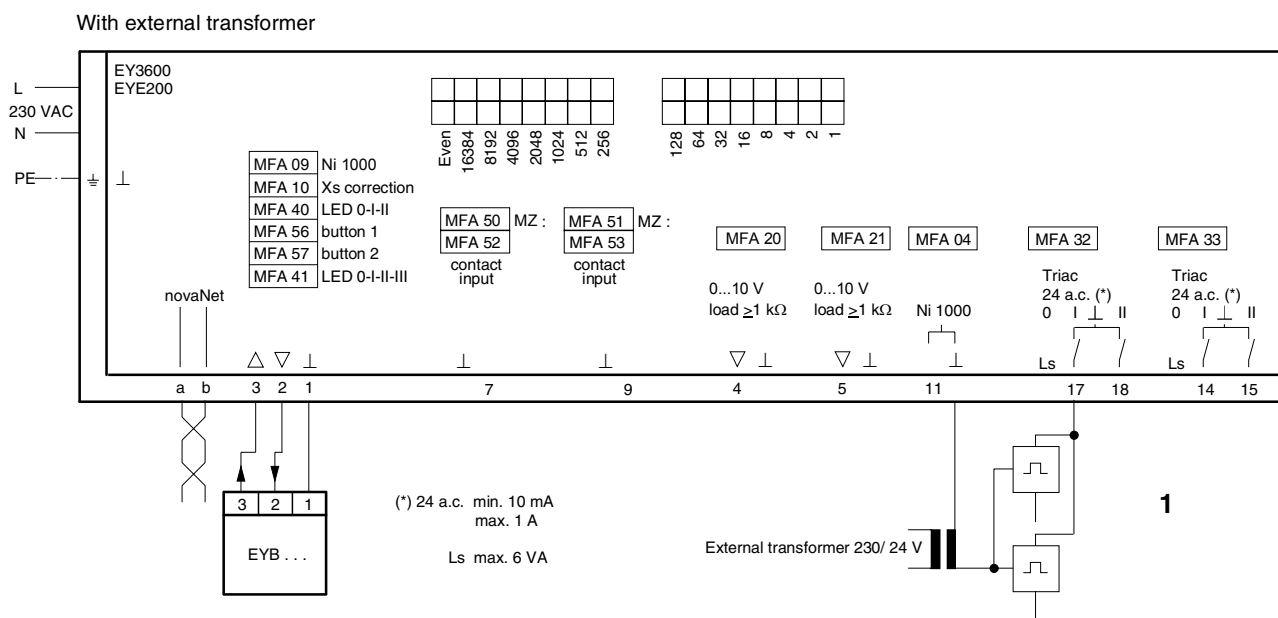 With external transformer
EY3600
EYE200
L
230 VAC
N
PE
Even
16384
8192
4096
2048
1024
512
256
128
64
32
16
8
4
2
1
MFA 09 Ni 1000
MFA 10 Xs correction
MFA 40 LED 0-I-II
MFA 56 button 1
MFA 57 button 2
MFA 41 LED 0-I-II-III
MFA 50 MZ :
MFA 52
contact
input
MFA 51 MZ :
MFA 53
contact
input
MFA 20
0...10 V
load ≥1 kΩ
MFA 21
0...10 V
load ≥1 kΩ
MFA 04
Ni 1000
MFA 32
Triac
24 a.c. (*)
0 I ⊥ II
Ls
MFA 33
Triac
24 a.c. (*)
0 I ⊥ II
Ls
novaNet
a b 3 2 1 7 9 4 5 11 17 18 14 15
3 2 1
EYB . . .
(*) 24 a.c. min. 10 mA
max. 1 A
Ls max. 6 VA
External transformer 230/ 24 V
1